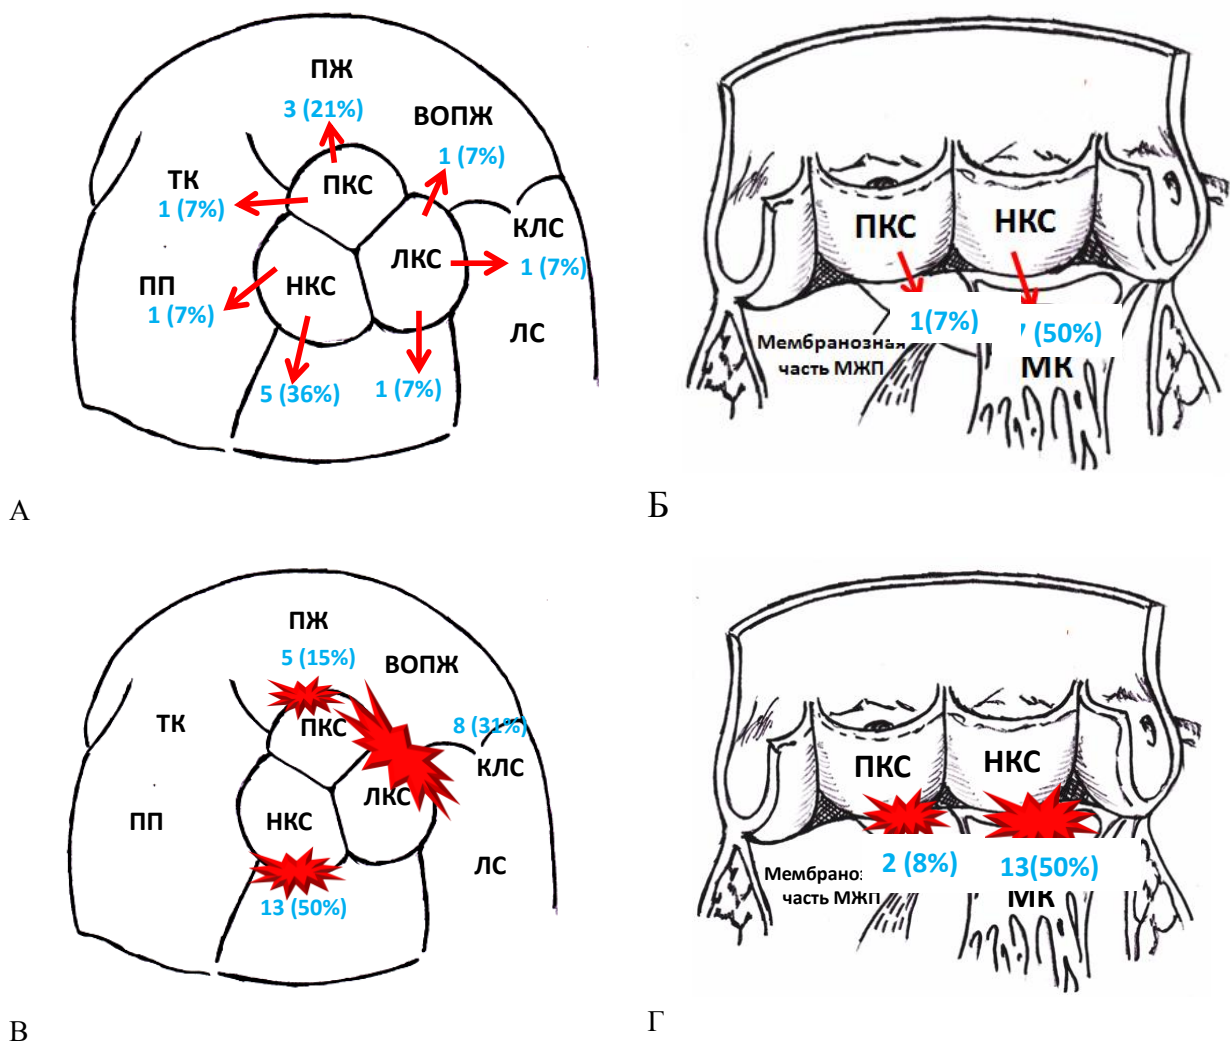 ПЖ
3 (21%)
ВОПЖ
1 (7%)
ТК
1 (7%)
ПКС
КЛС
1 (7%)
ЛКС
НКС
ПП
1 (7%)
ЛС
5 (36%)
1 (7%)
А
ПКС
НКС
1(7%)
(50%)
Мембранозная
часть МЖП
МК
Б
ПЖ
5 (15%)
ВОПЖ
ТК
ПКС
8 (31%)
КЛС
ЛКС
НКС
ПП
ЛС
13 (50%)
В
ПКС
НКС
2 (8%)
13(50%)
Мембрано
часть МЖП
МК
Г